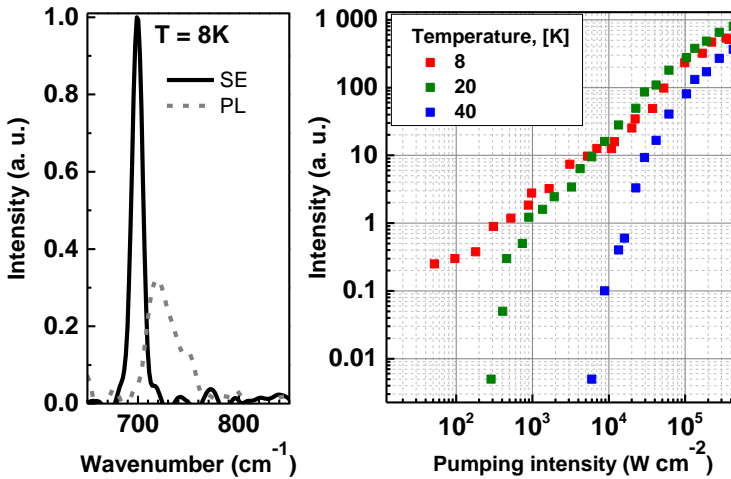 T = 8K
SE
PL
Intensity (a. u.)
1.0
0.8
0.6
0.4
0.2
0.0
700
800
Wavenumber (cm⁻¹)
Temperature, [K]
8
20
40
Intensity (a. u.)
1 000
100
10
1
0.1
0.01
10²
10³
10⁴
10⁵
Pumping intensity (W cm⁻²)